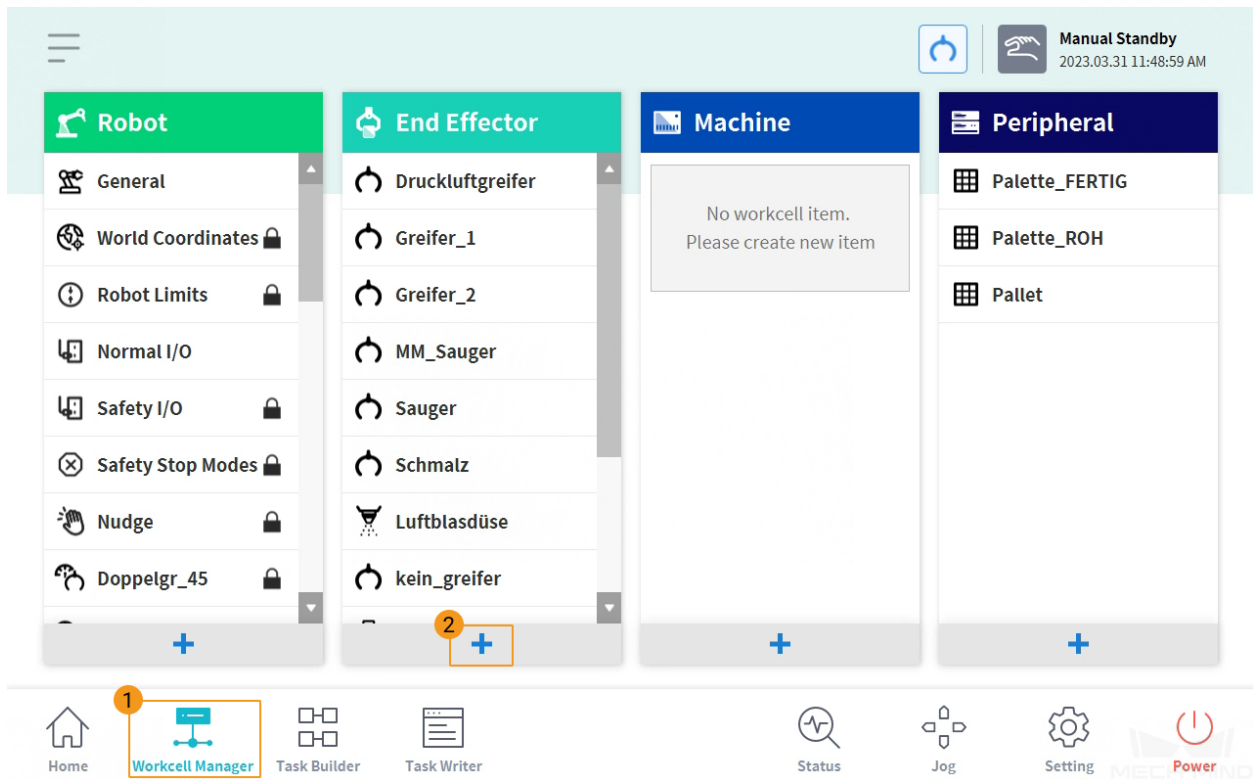 Manual Standby
2023.03.31 11:48:59 AM
Robot
General
World Coordinates
Robot Limits
Normal I/O
Safety I/O
Safety Stop Modes
Nudge
Doppelgr_45
End Effector
Druckluftgreifer
Greifer_1
Greifer_2
MM_Sauger
Sauger
Schmalz
Luftblasdüse
kein_greifer
2
Machine
No workcell item.
Please create new item
Peripheral
Palette_FERTIG
Palette_ROH
Pallet
1
Home
Workcell Manager
Task Builder
Task Writer
Status
Jog
Setting
Power
MECH MIND